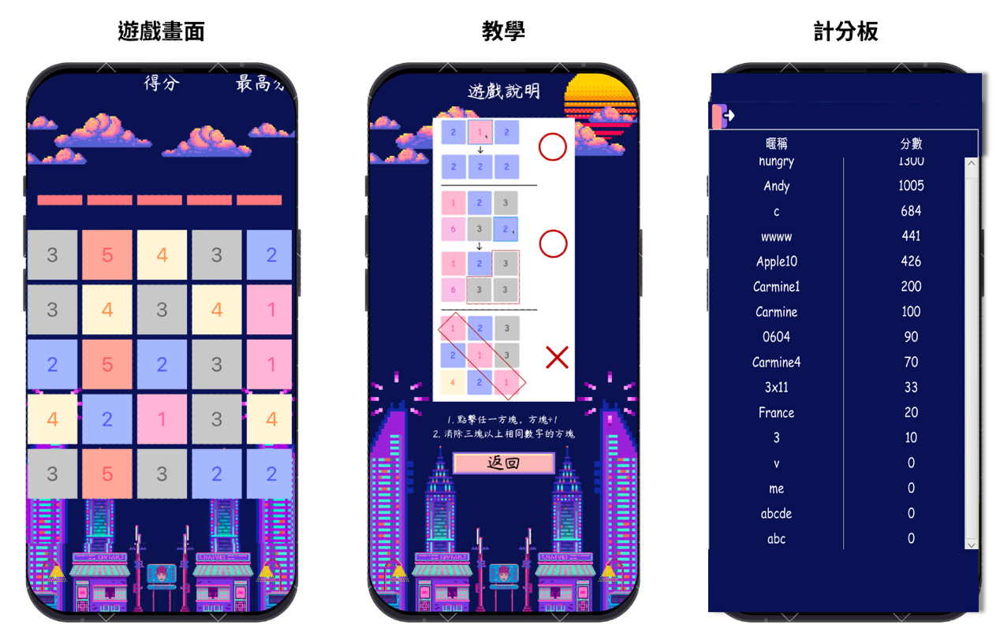 遊戲畫面
得分 最高分
3 5 4 3 2
3 4 3 4 1
2 5 2 3 1
4 2 1 3 4
3 5 3 2 2
教學
遊戲說明
2 1 2
2 2 2
1 2 3
6 3 2
1 2 3
6 3 3
1 2 3
2 1 3
4 2 1
1. 點擊任一方塊，方塊+1
2. 消除三塊以上相同數字的方塊
返回
計分板
暱稱 分數
hungry 1300
Andy 1005
c 684
wwww 441
Apple10 426
Carmine1 200
Carmine 100
0604 90
Carmine4 70
3x11 33
France 20
3 10
v 0
me 0
abcde 0
abc 0